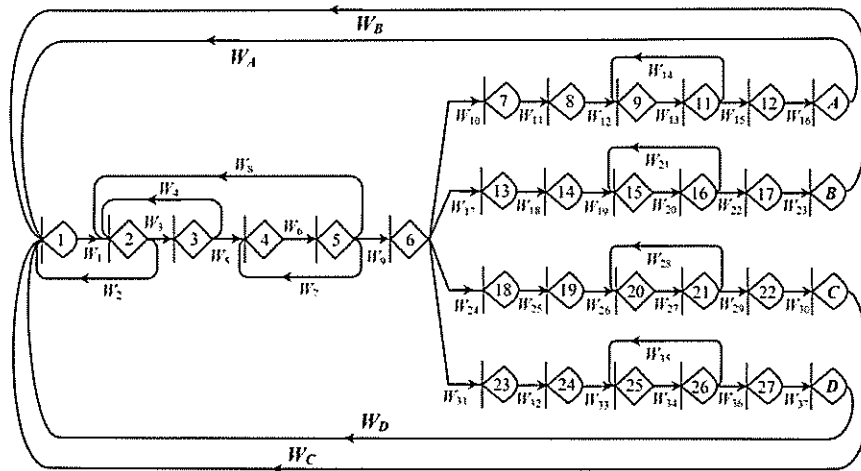 W_B
W_A
W_14
7 8 9 11 12 A
W_10 W_11 W_12 W_13 W_15 W_16
W_8
W_21
W_4
13 14 15 16 17 B
W_17 W_18 W_19 W_20 W_22 W_23
W_3 W_6
1 2 3 4 5 6
W_1 W_5 W_9
W_2 W_7
W_28
18 19 20 21 22 C
W_24 W_25 W_26 W_27 W_29 W_30
W_35
23 24 25 26 27 D
W_31 W_32 W_33 W_34 W_36 W_37
W_D
W_C